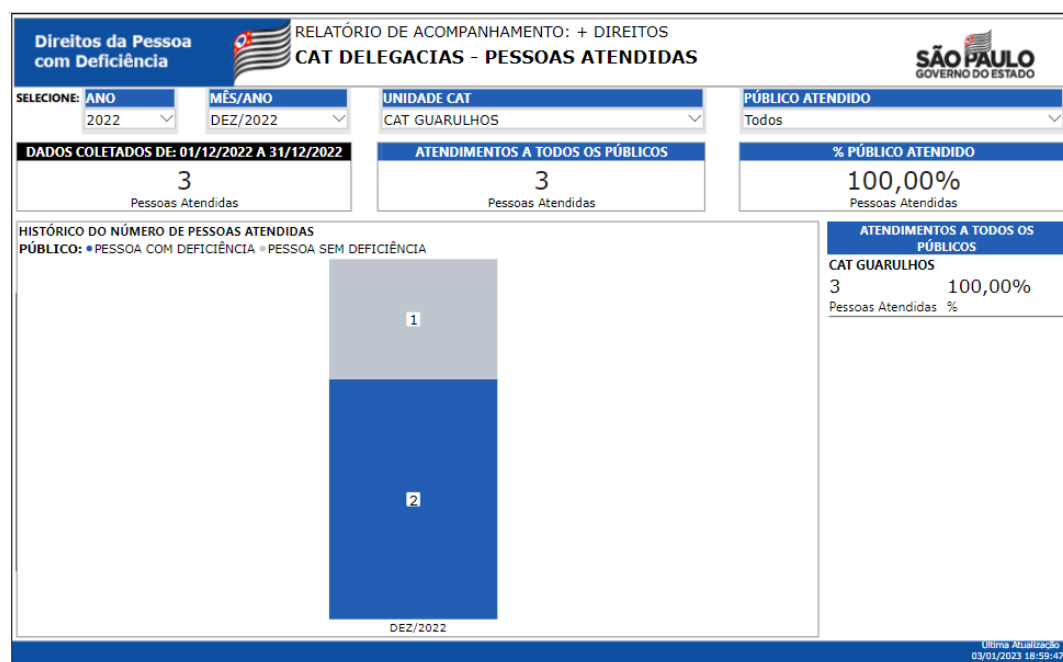 Direitos da Pessoa
com Deficiência
RELATÓRIO DE ACOMPANHAMENTO: + DIREITOS
CAT DELEGACIAS - PESSOAS ATENDIDAS
SÃO PAULO
GOVERNO DO ESTADO
SELECIONE: ANO MÊS/ANO UNIDADE CAT PÚBLICO ATENDIDO
2022 DEZ/2022 CAT GUARULHOS Todos
DADOS COLETADOS DE: 01/12/2022 A 31/12/2022 ATENDIMENTOS A TODOS OS PÚBLICOS % PÚBLICO ATENDIDO
3 3 100,00%
Pessoas Atendidas Pessoas Atendidas Pessoas Atendidas
HISTÓRICO DO NÚMERO DE PESSOAS ATENDIDAS
PÚBLICO: PESSOA COM DEFICIÊNCIA PESSOA SEM DEFICIÊNCIA
1
2
DEZ/2022
ATENDIMENTOS A TODOS OS
PÚBLICOS
CAT GUARULHOS
3 100,00%
Pessoas Atendidas %
Ultima Atualização
03/01/2023 18:59:47